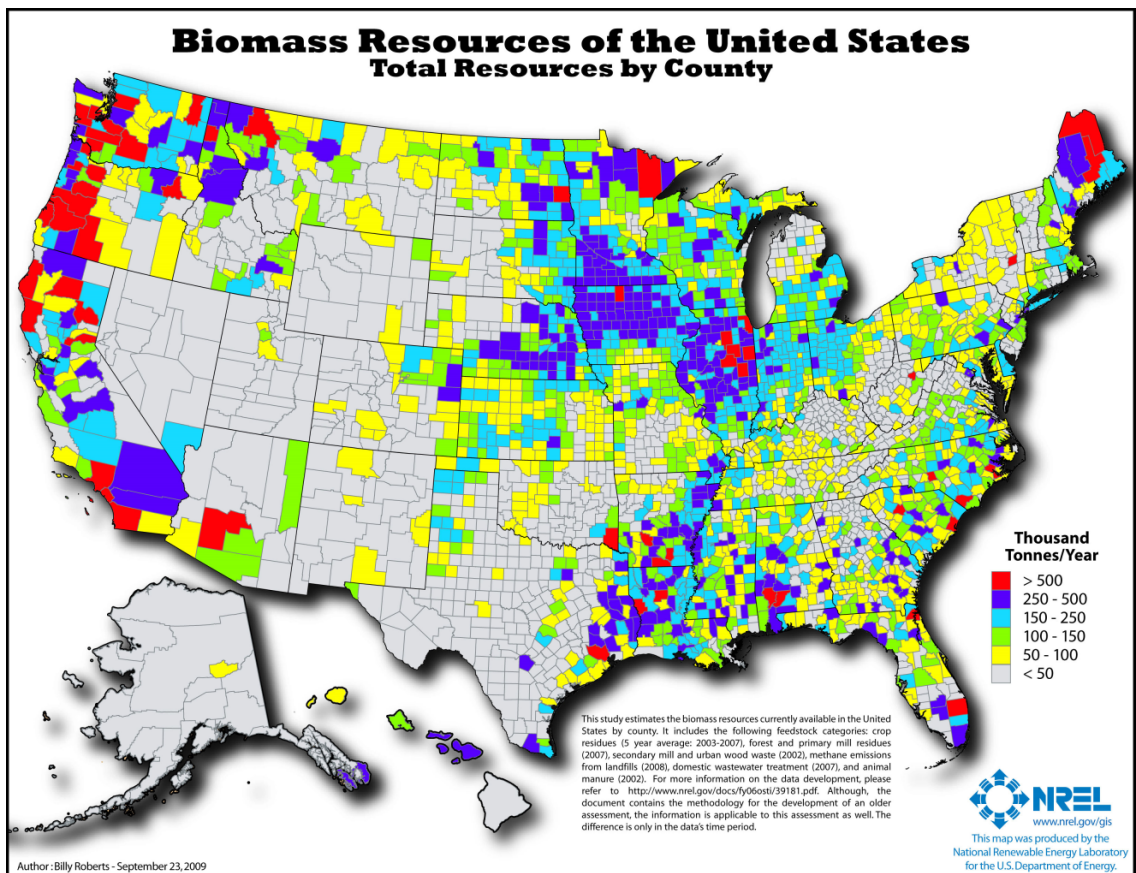 Biomass Resources of the United States
Total Resources by County
Thousand
Tonnes/Year
> 500
250 - 500
150 - 250
100 - 150
50 - 100
< 50
This study estimates the biomass resources currently available in the United
States by county. It includes the following feedstock categories: crop
residues (5 year average: 2003-2007), forest and primary mill residues
(2007), secondary mill and urban wood waste (2002), methane emissions
from landfills (2008), domestic wastewater treatment (2007), and animal
manure (2002). For more information on the data development, please
refer to http://www.nrel.gov/docs/fy06osti/39181.pdf. Although, the
document contains the methodology for the development of an older
assessment, the information is applicable to this assessment as well. The
difference is only in the data's time period.
NREL
www.nrel.gov/gis
This map was produced by the
National Renewable Energy Laboratory
for the U.S. Department of Energy.
Author : Billy Roberts - September 23, 2009